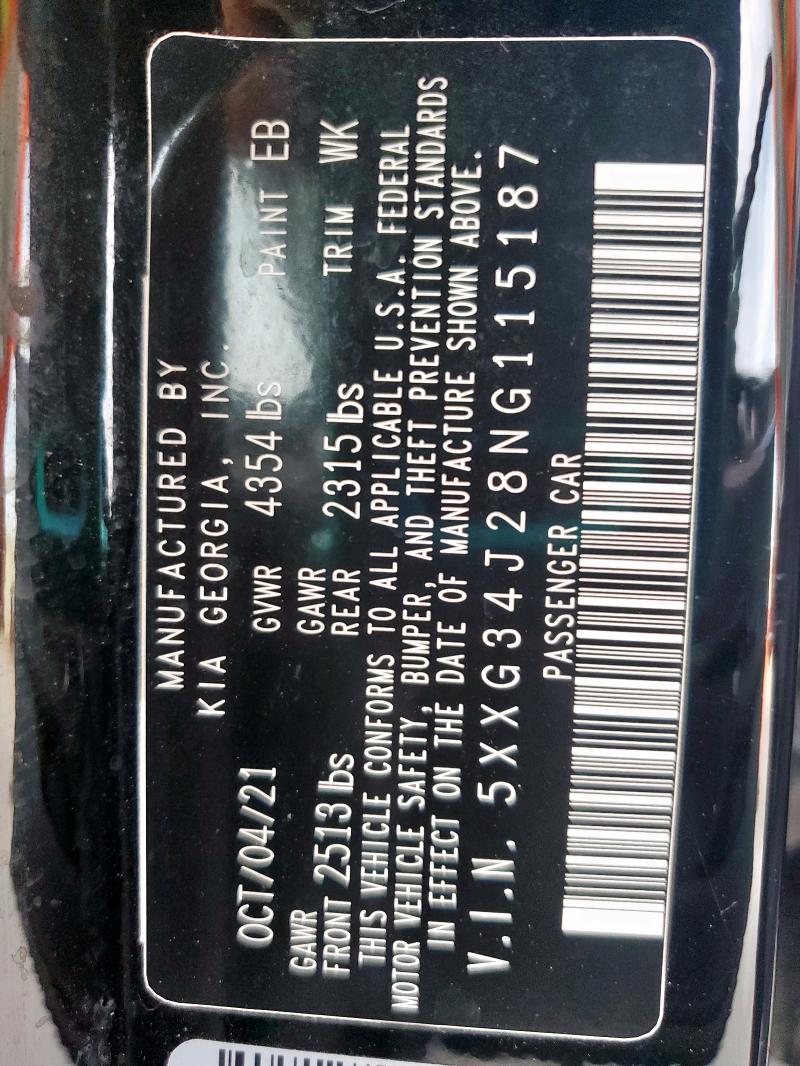 MANUFACTURED BY
KIA GEORGIA, INC.
OCT/04/21 GVWR 4354 lbs PAINT EB
GAWR FRONT 2513 lbs GAWR REAR 2315 lbs TRIM WK
THIS VEHICLE CONFORMS TO ALL APPLICABLE U.S.A. FEDERAL
MOTOR VEHICLE SAFETY, BUMPER, AND THEFT PREVENTION STANDARDS
IN EFFECT ON THE DATE OF MANUFACTURE SHOWN ABOVE.
V.I.N. 5XXG34J28NG115187
PASSENGER CAR